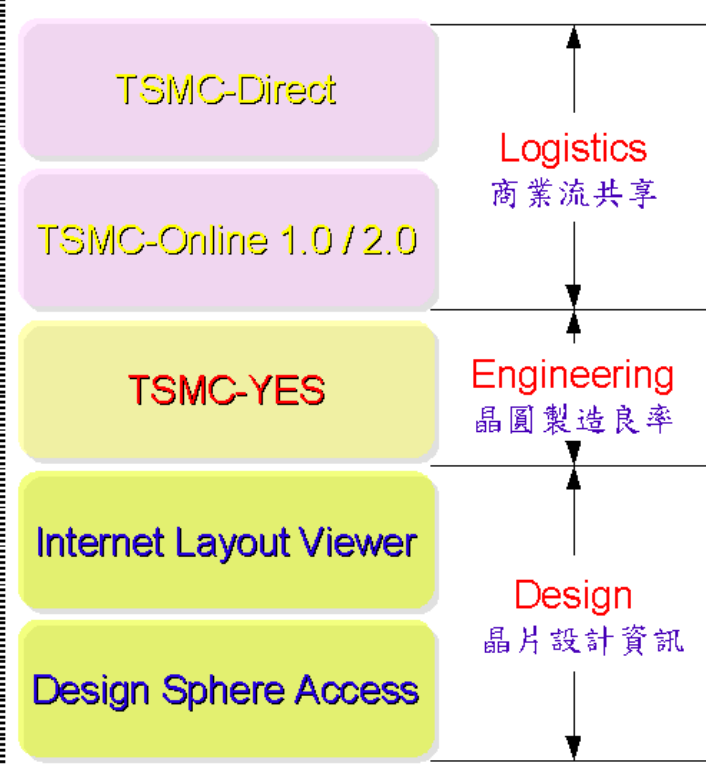 TSMC-Direct
TSMC-Online 1.0 / 2.0
Logistics
商業流共享
TSMC-YES
Engineering
晶圓製造良率
Internet Layout Viewer
Design Sphere Access
Design
晶片設計資訊